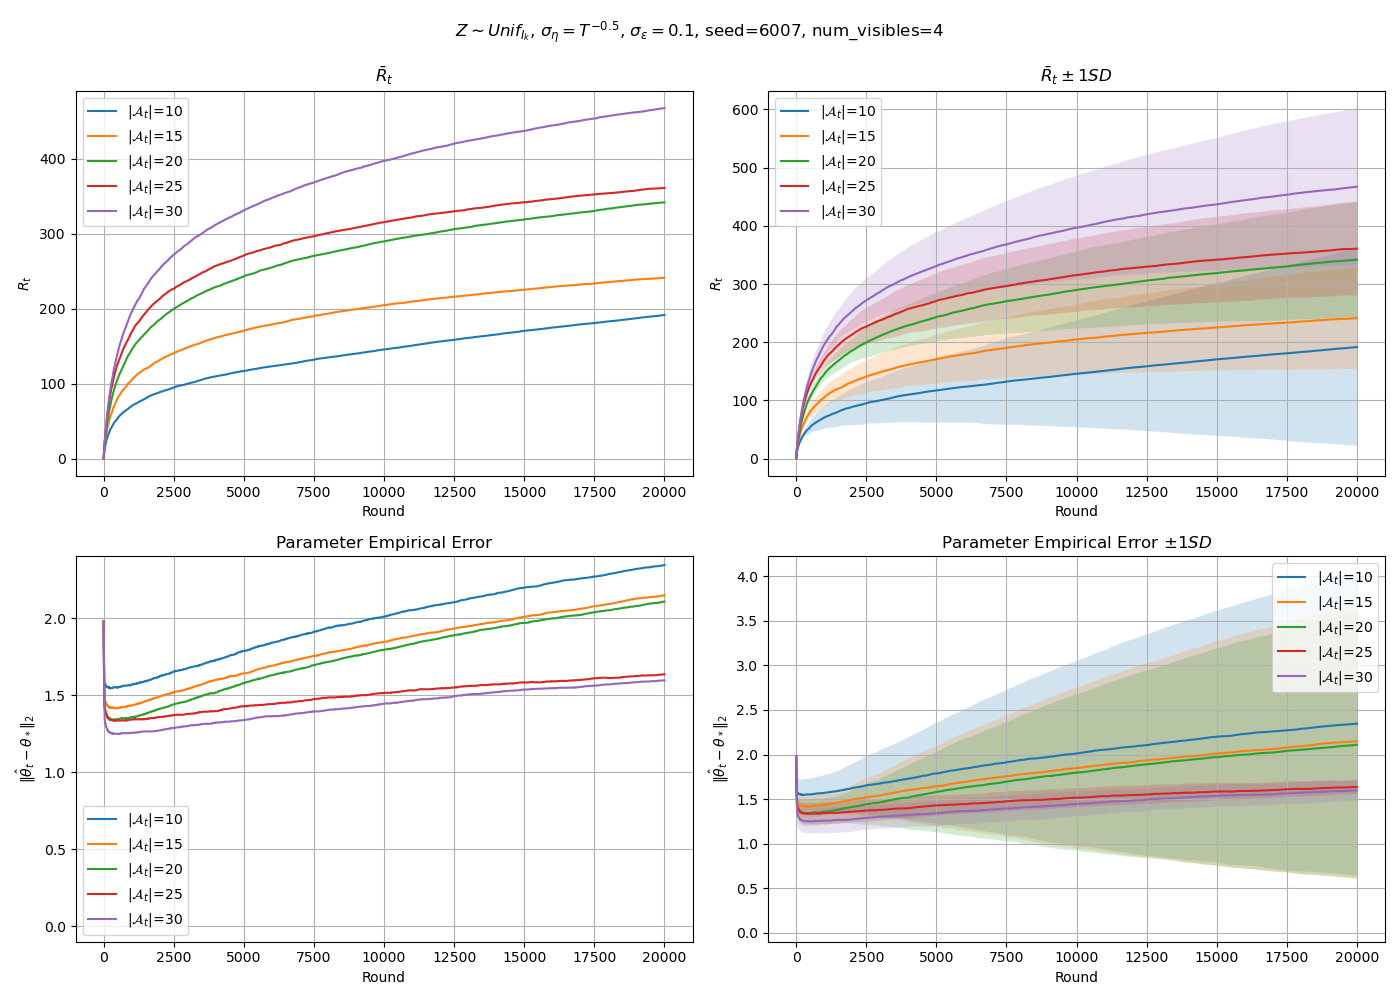 Z ~ Unif_{I_k}, σ_η = T^{−0.5}, σ_ε = 0.1, seed=6007, num_visibles=4
R̄_t
R_t
400
300
200
100
0
|𝒜_t|=10
|𝒜_t|=15
|𝒜_t|=20
|𝒜_t|=25
|𝒜_t|=30
0 2500 5000 7500 10000 12500 15000 17500 20000
Round
R̄_t ± 1SD
R_t
600
500
400
300
200
100
0
|𝒜_t|=10
|𝒜_t|=15
|𝒜_t|=20
|𝒜_t|=25
|𝒜_t|=30
0 2500 5000 7500 10000 12500 15000 17500 20000
Round
Parameter Empirical Error
‖θ̂_t − θ_*‖_2
2.0
1.5
1.0
0.5
0.0
|𝒜_t|=10
|𝒜_t|=15
|𝒜_t|=20
|𝒜_t|=25
|𝒜_t|=30
0 2500 5000 7500 10000 12500 15000 17500 20000
Round
Parameter Empirical Error ±1SD
‖θ̂_t − θ_*‖_2
4.0
3.5
3.0
2.5
2.0
1.5
1.0
0.5
0.0
|𝒜_t|=10
|𝒜_t|=15
|𝒜_t|=20
|𝒜_t|=25
|𝒜_t|=30
0 2500 5000 7500 10000 12500 15000 17500 20000
Round